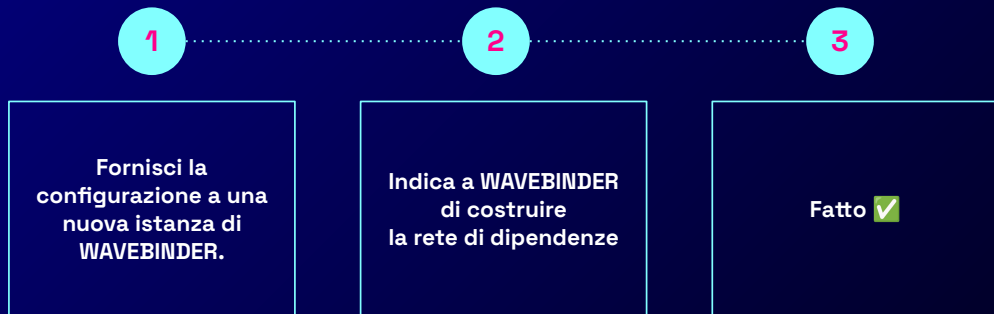 1
2
3
Fornisci la
configurazione a una
nuova istanza di
WAVEBINDER.
Indica a WAVEBINDER
di costruire
la rete di dipendenze
Fatto ✅